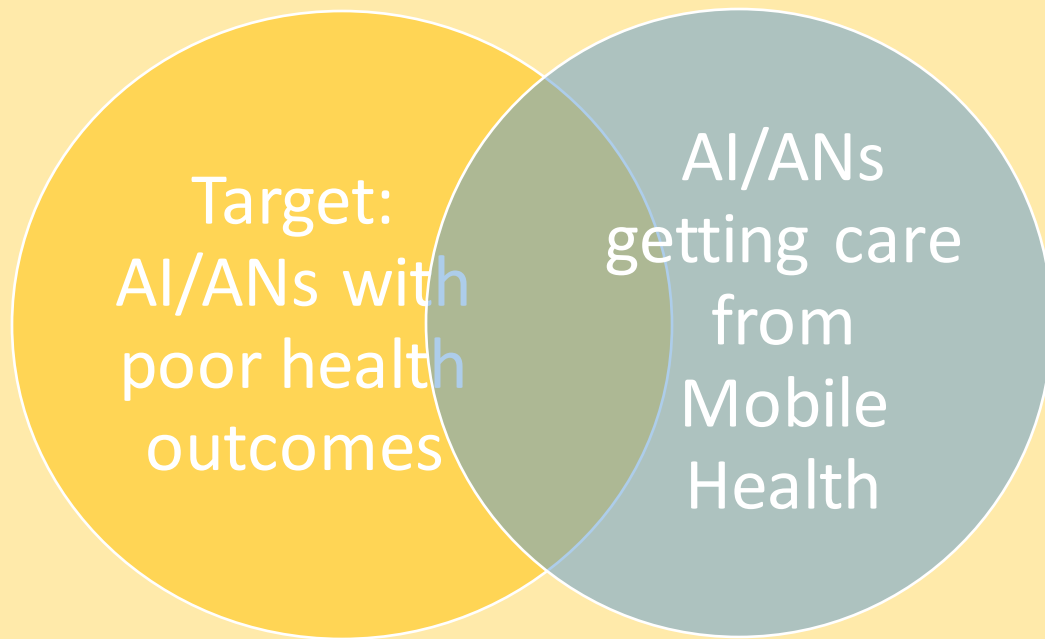 Target:
AI/ANs with
poor health
outcomes
AI/ANs
getting care
from
Mobile
Health